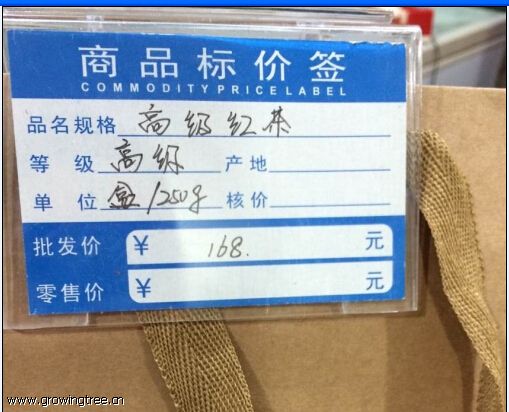 商品标价签
COMMODITY PRICE LABEL
品名规格 高级红茶
等级 高级 产地
单位 盒/250g 核价
批发价 ¥ 168. 元
零售价 ¥ 元
www.growingtree.cn